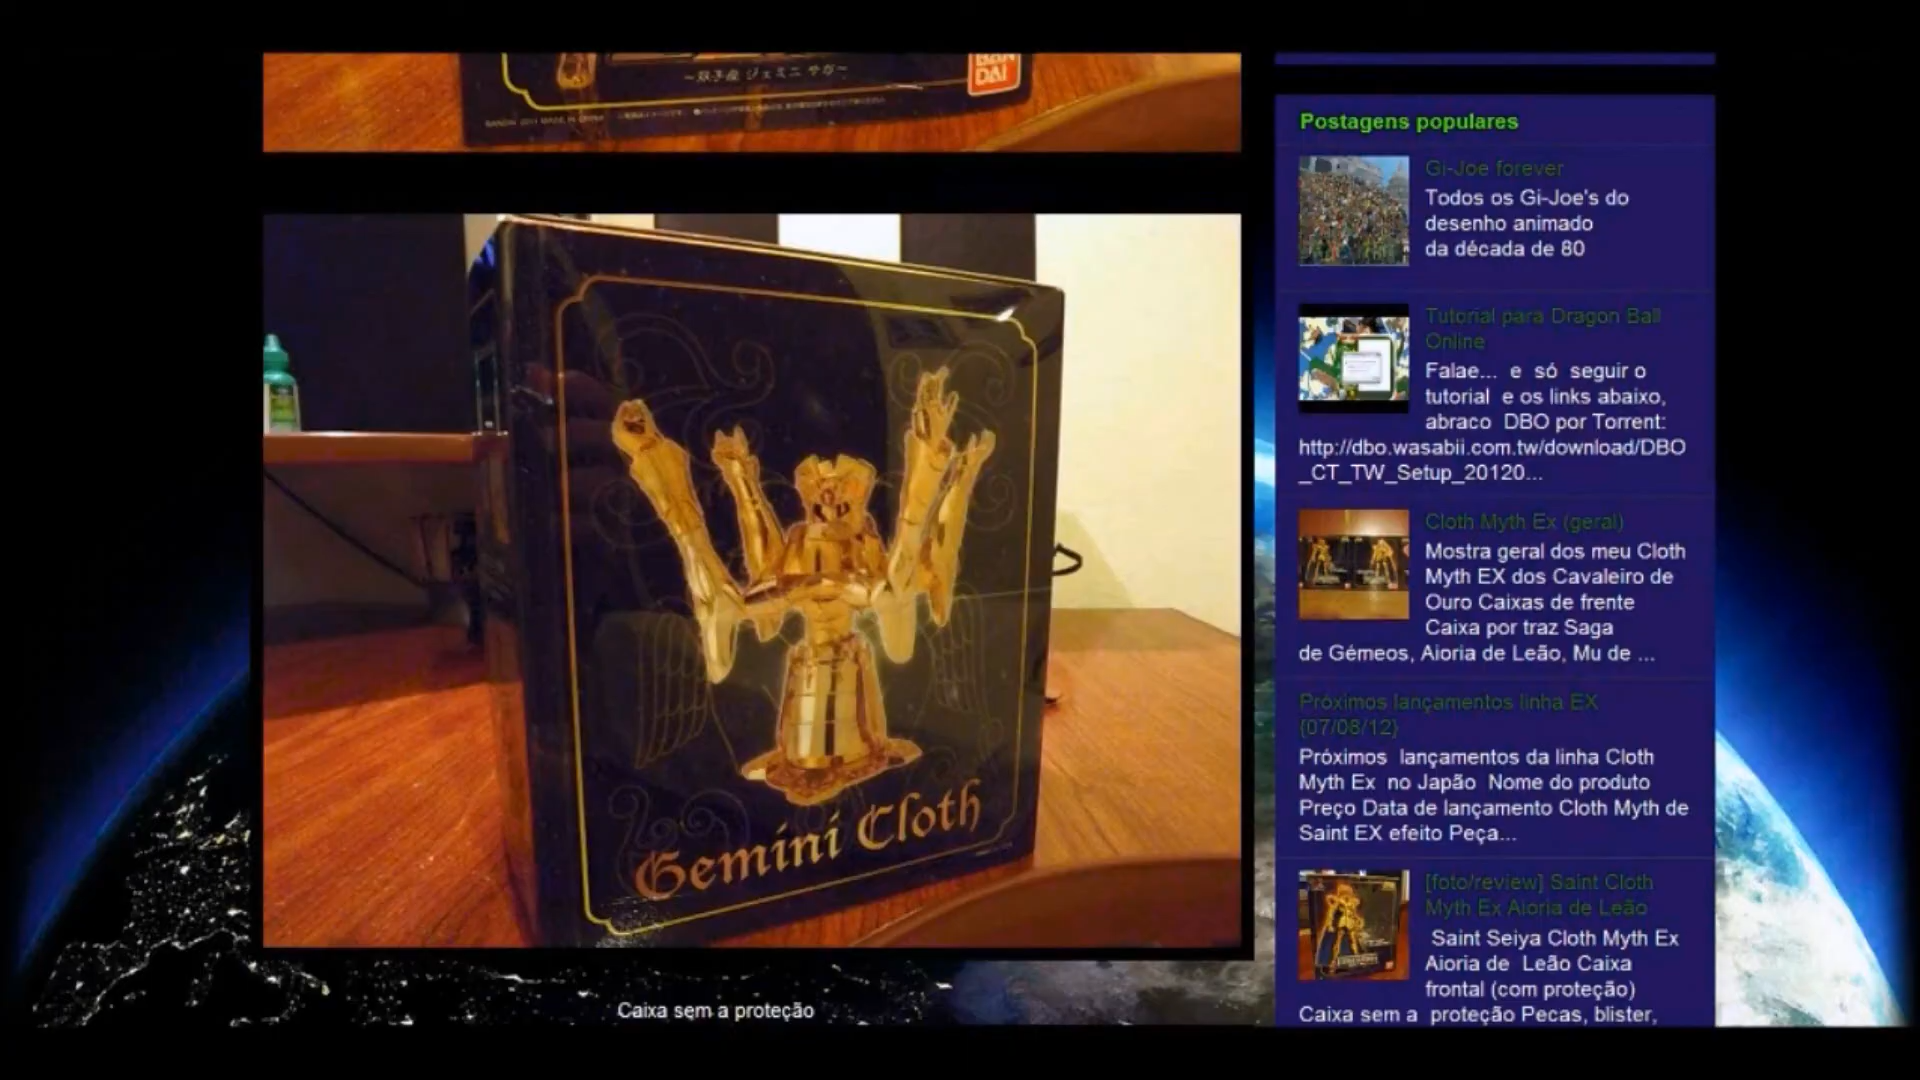 ~双子座 ジェミニ サガ~
BAN
DAI
BANDAI 2011 MADE IN CHINA
Gemini Cloth
Caixa sem a proteção
Postagens populares
Gi-Joe forever
Todos os Gi-Joe's do
desenho animado
da década de 80
Tutorial para Dragon Ball
Online
Falae... e só seguir o
tutorial e os links abaixo,
abraco DBO por Torrent:
http://dbo.wasabii.com.tw/download/DBO
_CT_TW_Setup_20120...
Cloth Myth Ex (geral)
Mostra geral dos meu Cloth
Myth EX dos Cavaleiro de
Ouro Caixas de frente
Caixa por traz Saga
de Gémeos, Aioria de Leão, Mu de ...
Próximos lançamentos linha EX
{07/08/12}
Próximos lançamentos da linha Cloth
Myth Ex no Japão Nome do produto
Preço Data de lançamento Cloth Myth de
Saint EX efeito Peça...
[foto/review] Saint Cloth
Myth Ex Aioria de Leão
Saint Seiya Cloth Myth Ex
Aioria de Leão Caixa
frontal (com proteção)
Caixa sem a proteção Pecas, blister,